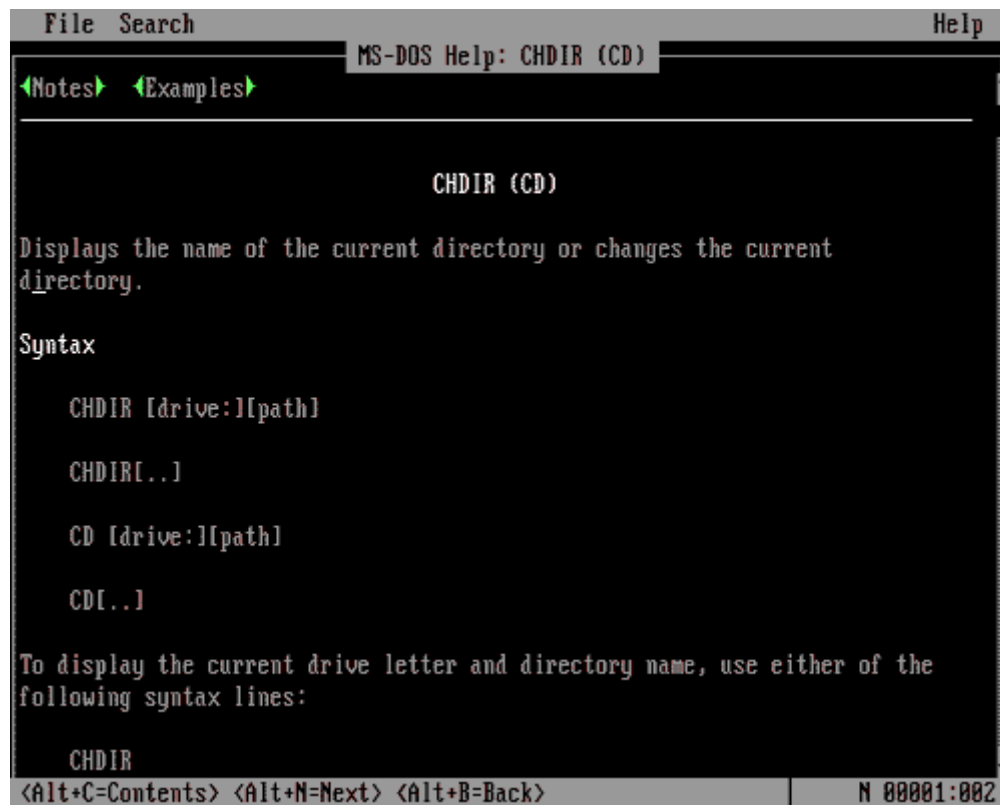 File Search Help
MS-DOS Help: CHDIR (CD)
◄Notes► ◄Examples►
CHDIR (CD)
Displays the name of the current directory or changes the current
directory.
Syntax
CHDIR [drive:][path]
CHDIR[..]
CD [drive:][path]
CD[..]
To display the current drive letter and directory name, use either of the
following syntax lines:
CHDIR
<Alt+C=Contents> <Alt+N=Next> <Alt+B=Back> N 00001:002